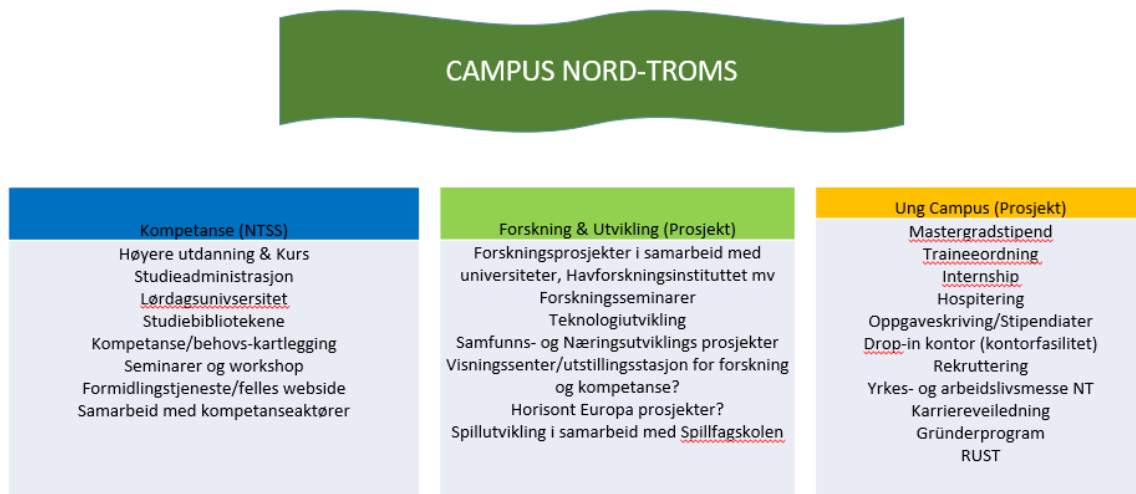 CAMPUS NORD-TROMS
Kompetanse (NTSS)
Høyere utdanning & Kurs
Studieadministrasjon
Lørdagsunivsersitet
Studiebibliotekene
Kompetanse/behovs-kartlegging
Seminarer og workshop
Formidlingstjeneste/felles webside
Samarbeid med kompetanseaktører
Forskning & Utvikling (Prosjekt)
Forskningsprosjekter i samarbeid med
universiteter, Havforskningsinstituttet mv
Forskningsseminarer
Teknologiutvikling
Samfunns- og Næringsutviklings prosjekter
Visningssenter/utstillingsstasjon for forskning
og kompetanse?
Horisont Europa prosjekter?
Spillutvikling i samarbeid med Spillfagskolen
Ung Campus (Prosjekt)
Mastergradstipend
Traineeordning
Internship
Hospitering
Oppgaveskriving/Stipendiater
Drop-in kontor (kontorfasilitet)
Rekruttering
Yrkes- og arbeidslivsmesse NT
Karriereveiledning
Gründerprogram
RUST